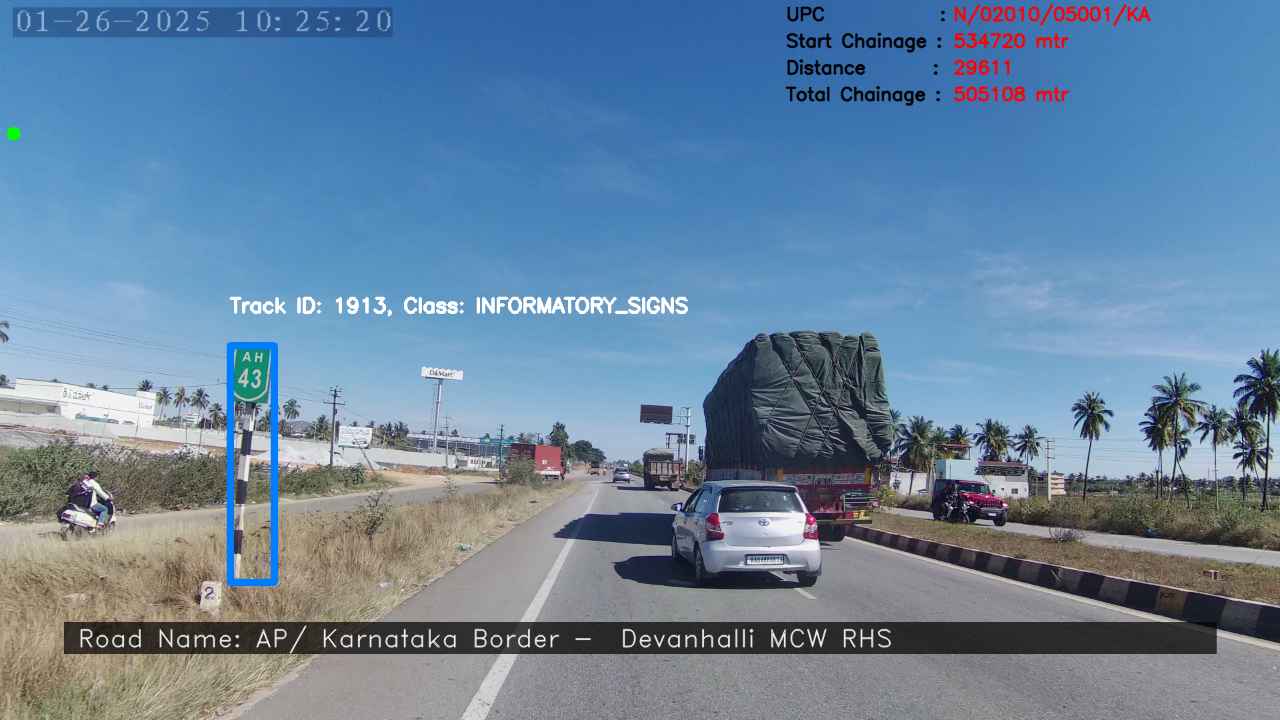 01-26-2025 10:25:20
UPC : N/02010/05001/KA
Start Chainage : 534720 mtr
Distance : 29611
Total Chainage : 505108 mtr
Track ID: 1913, Class: INFORMATORY_SIGNS
AH
43
DMart
2
Road Name: AP/ Karnataka Border - Devanhalli MCW RHS